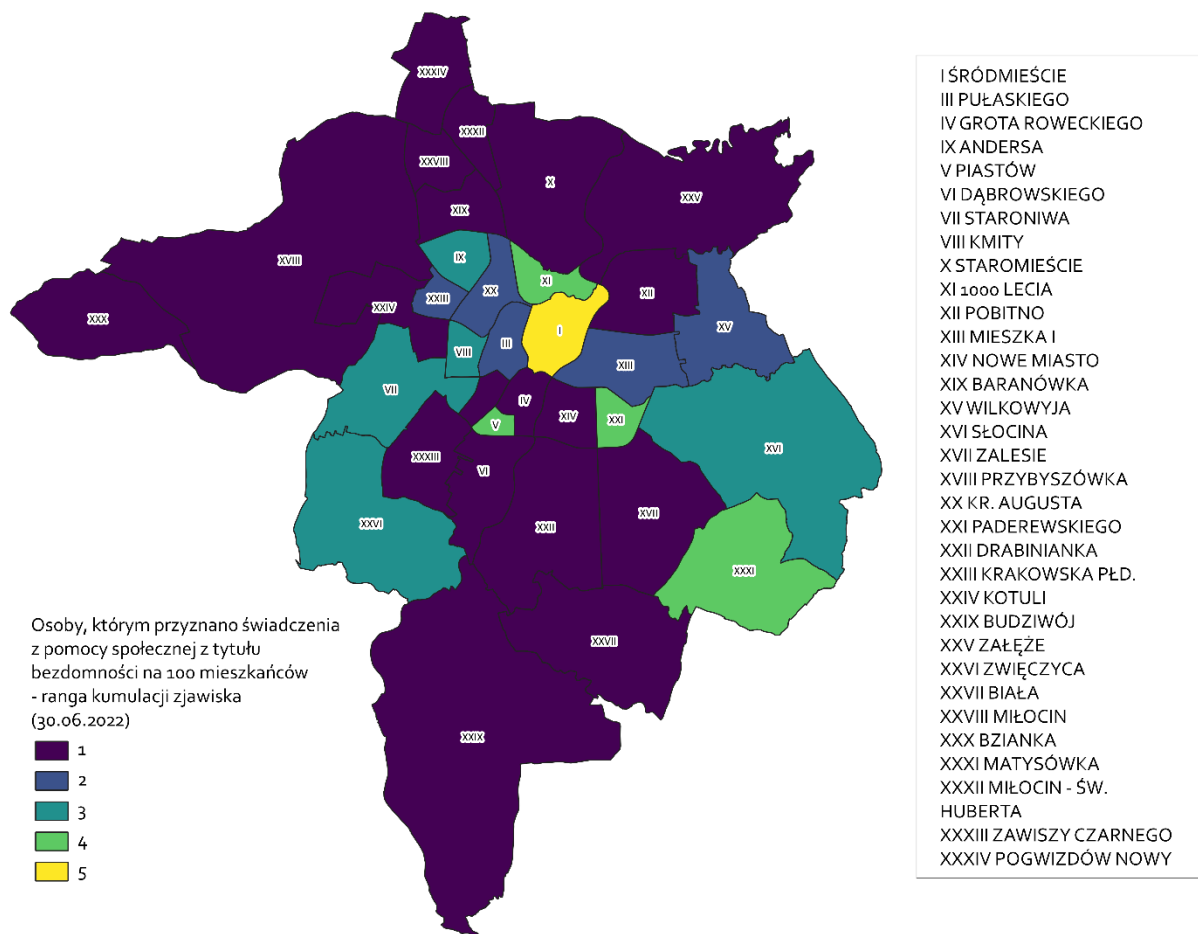 XXXIV
XXXII
XXVIII
X
XXV
XIX
IX
XVIII
XI
XX
XII
XXIII
XXIV
XXX
I
XV
III
VIII
VII
XIII
IV
XIV
V
XXI
XVI
XXXIII
VI
XXII
XVII
XXVI
XXXI
XXVII
XXIX
I ŚRÓDMIEŚCIE
III PUŁASKIEGO
IV GROTA ROWECKIEGO
IX ANDERSA
V PIASTÓW
VI DĄBROWSKIEGO
VII STARONIWA
VIII KMITY
X STAROMIEŚCIE
XI 1000 LECIA
XII POBITNO
XIII MIESZKA I
XIV NOWE MIASTO
XIX BARANÓWKA
XV WILKOWYJA
XVI SŁOCINA
XVII ZALESIE
XVIII PRZYBYSZÓWKA
XX KR. AUGUSTA
XXI PADEREWSKIEGO
XXII DRABINIANKA
XXIII KRAKOWSKA PŁD.
XXIV KOTULI
XXIX BUDZIWÓJ
XXV ZAŁĘŻE
XXVI ZWIĘCZYCA
XXVII BIAŁA
XXVIII MIŁOCIN
XXX BZIANKA
XXXI MATYSÓWKA
XXXII MIŁOCIN - ŚW.
HUBERTA
XXXIII ZAWISZY CZARNEGO
XXXIV POGWIZDÓW NOWY
Osoby, którym przyznano świadczenia
z pomocy społecznej z tytułu
bezdomności na 100 mieszkańców
- ranga kumulacji zjawiska
(30.06.2022)
1
2
3
4
5